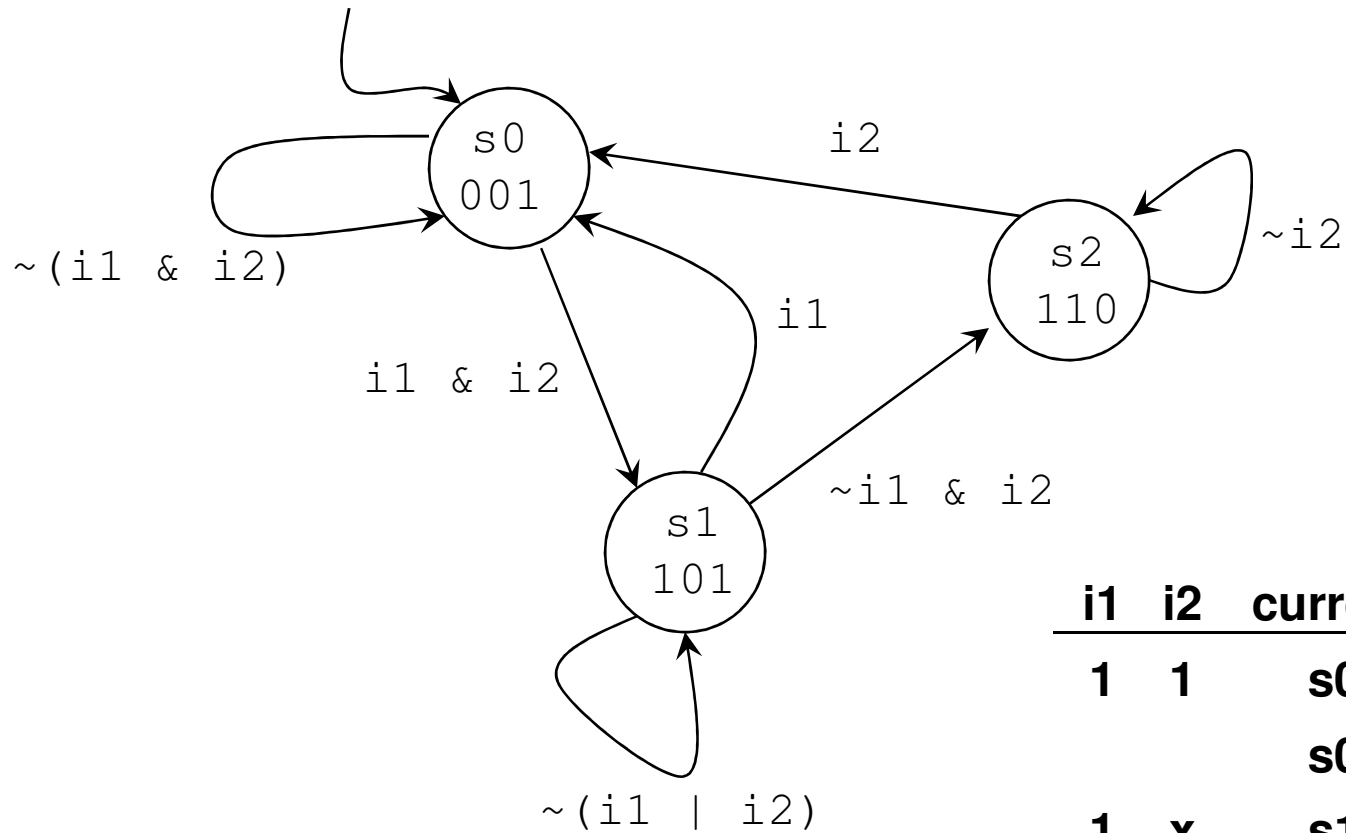 s0
001
i2
~(i1 & i2)
s2
110
~i2
i1
i1 & i2
~i1 & i2
s1
101
~(i1 | i2)
i1 i2
1 1
1 x